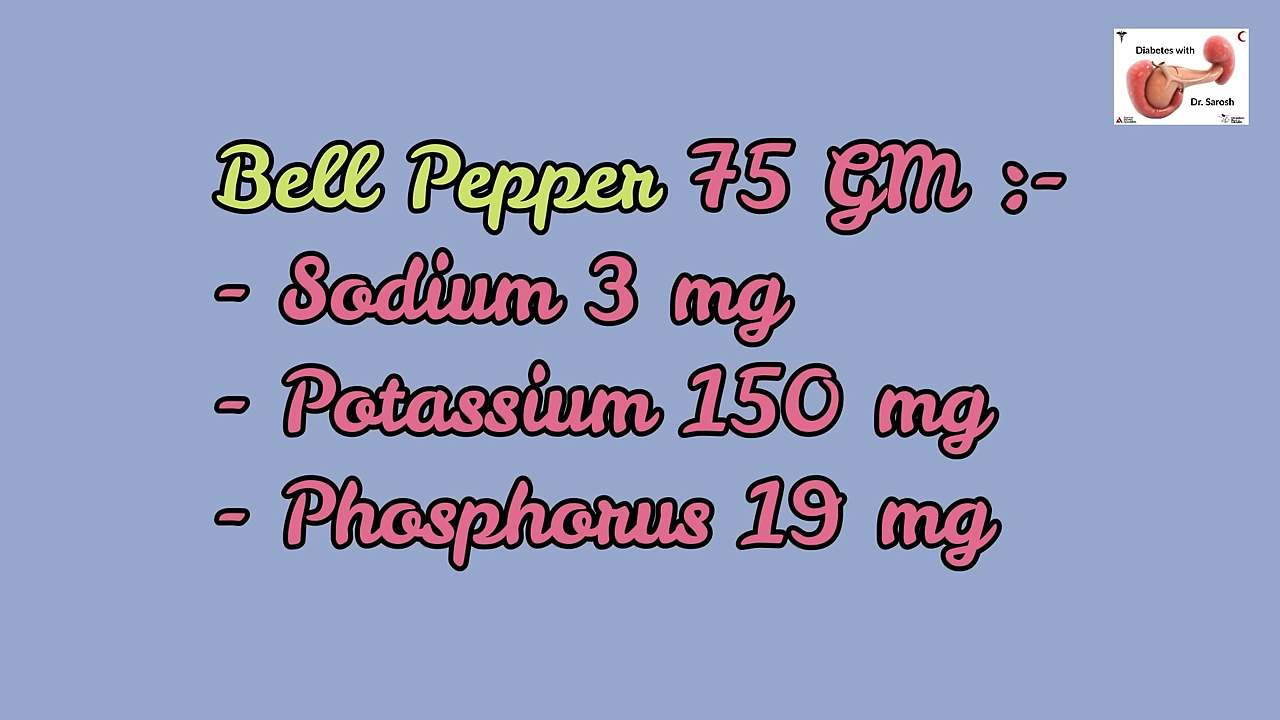 Diabetes with
Dr. Sarosh
Bell Pepper 75 GM :-
- Sodium 3 mg
- Potassium 150 mg
- Phosphorus 19 mg